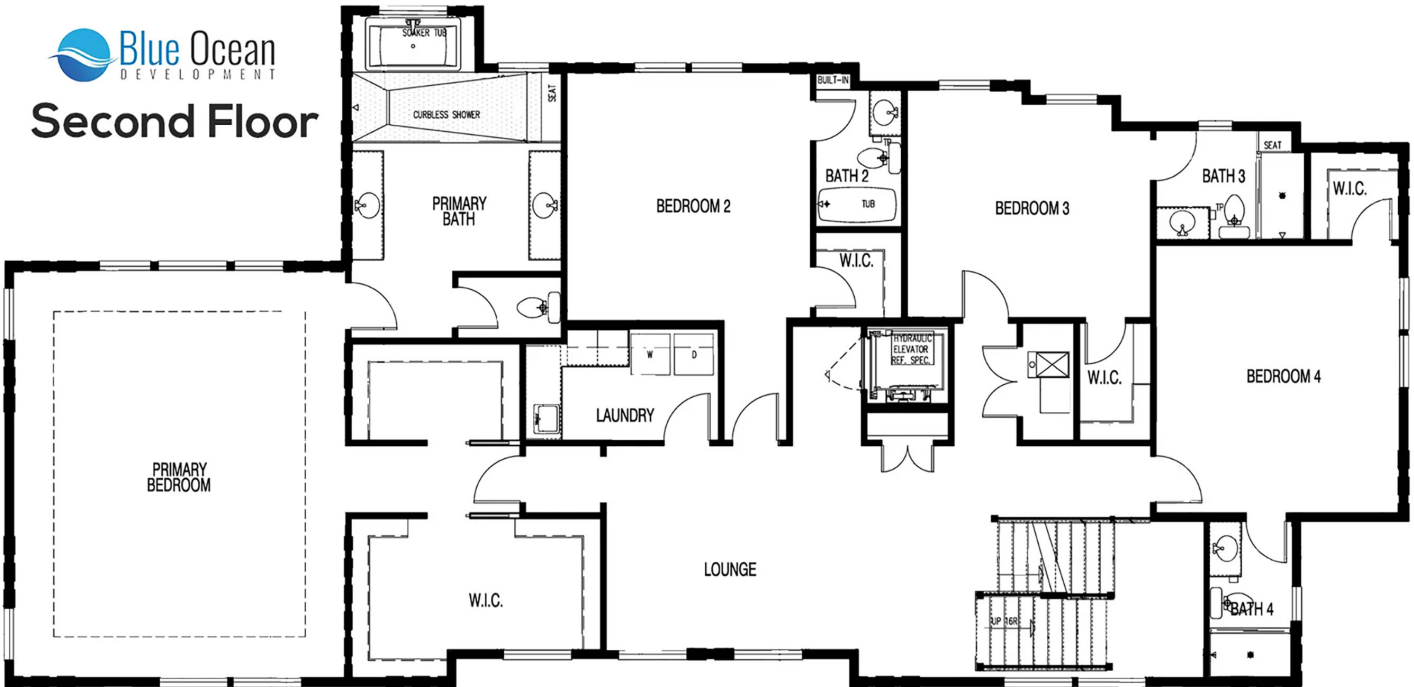 Blue Ocean
DEVELOPMENT
Second Floor
SOAKER TUB
CURBLESS SHOWER
SEAT
PRIMARY
BATH
BEDROOM 2
BUILT-IN
TP
BATH 2
TUB
W.I.C.
BEDROOM 3
SEAT
BATH 3
TP
W.I.C.
HYDRAULIC
ELEVATOR
REF. SPEC.
W
D
LAUNDRY
W.I.C.
BEDROOM 4
PRIMARY
BEDROOM
LOUNGE
W.I.C.
UP 16R
BATH 4